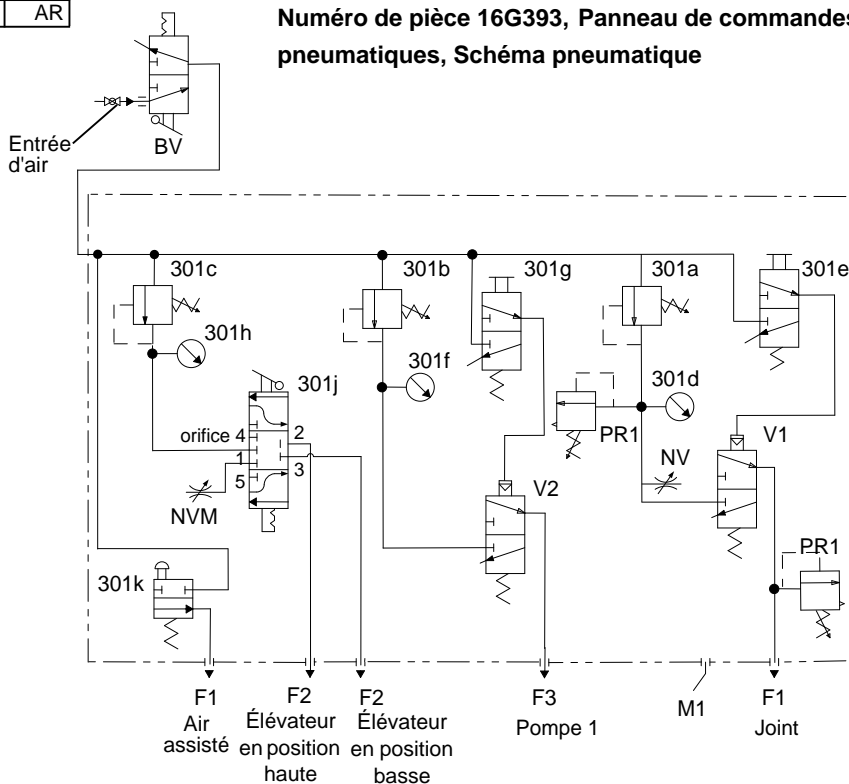 AR
Numéro de pièce 16G393, Panneau de commandes
pneumatiques, Schéma pneumatique
Entrée
d'air
BV
301c
301b
301g
301a
301e
301h
301f
301d
301j
PR1
V1
orifice 4
2
1
3
5
NV
V2
NVM
PR1
301k
F1
Air
assisté
F2
Élévateur
en position
haute
F2
Élévateur
en position
basse
F3
Pompe 1
M1
F1
Joint